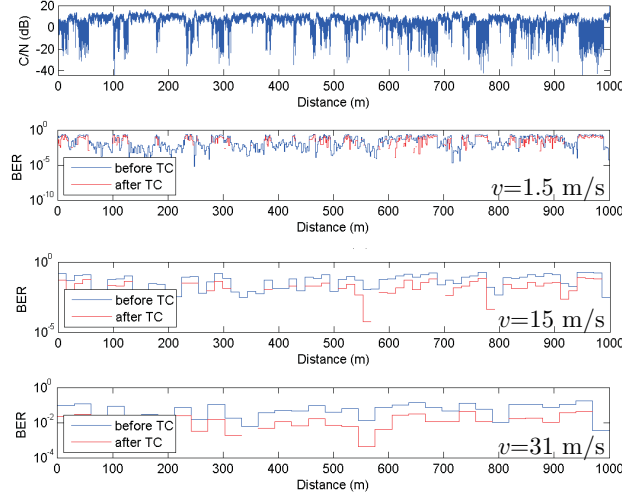 20
0
-20
-40
C/N (dB)
0 100 200 300 400 500 600 700 800 900 1000
Distance (m)
10^0
10^-5
10^-10
BER
before TC
after TC
v=1.5 m/s
0 100 200 300 400 500 600 700 800 900 1000
Distance (m)
10^0
10^-5
BER
before TC
after TC
v=15 m/s
0 100 200 300 400 500 600 700 800 900 1000
Distance (m)
10^0
10^-2
10^-4
BER
before TC
after TC
v=31 m/s
0 100 200 300 400 500 600 700 800 900 1000
Distance (m)